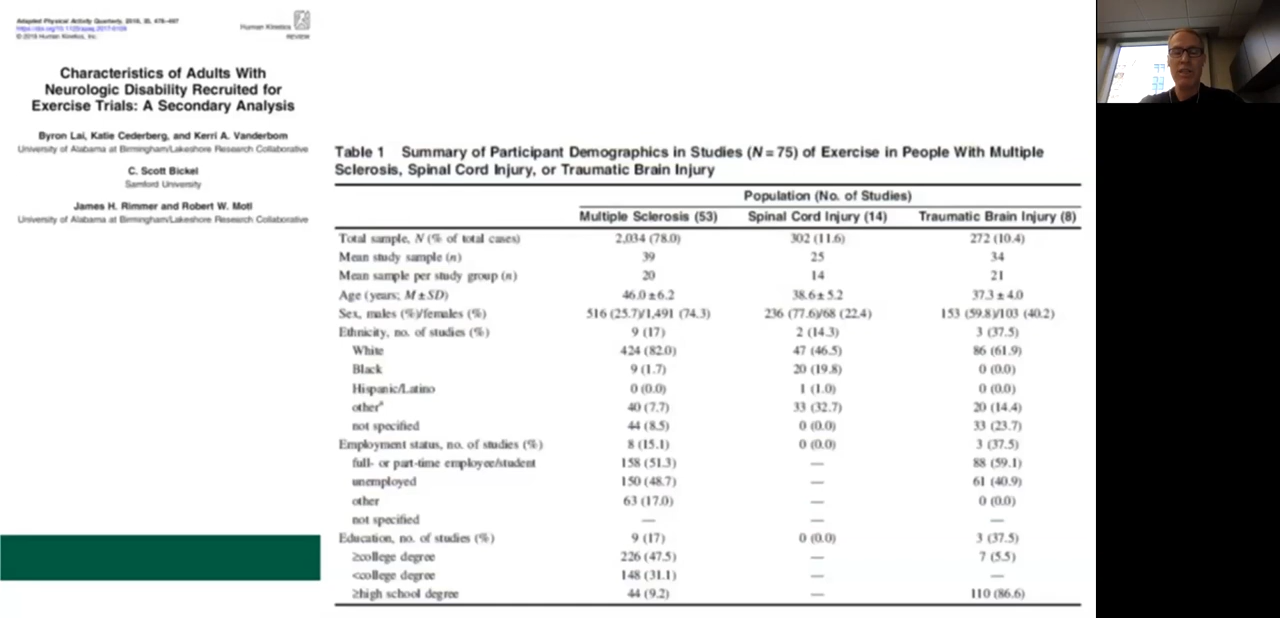 Adapted Physical Activity Quarterly, 2018, 35, 476-497
© 2018 Human Kinetics, Inc.
Human Kinetics
REVIEW
Characteristics of Adults With
Neurologic Disability Recruited for
Exercise Trials: A Secondary Analysis
Byron Lai, Katie Cederberg, and Kerri A. Vanderbom
University of Alabama at Birmingham/Lakeshore Research Collaborative
C. Scott Bickel
Samford University
James H. Rimmer and Robert W. Motl
University of Alabama at Birmingham/Lakeshore Research Collaborative
Table 1 Summary of Participant Demographics in Studies (N = 75) of Exercise in People With Multiple
Sclerosis, Spinal Cord Injury, or Traumatic Brain Injury
Population (No. of Studies)
Multiple Sclerosis (53) Spinal Cord Injury (14) Traumatic Brain Injury (8)
Total sample, N (% of total cases) 2,034 (78.0) 302 (11.6) 272 (10.4)
Mean study sample (n) 39 25 34
Mean sample per study group (n) 20 14 21
Age (years; M ± SD) 46.0 ± 6.2 38.6 ± 5.2 37.3 ± 4.0
Sex, males (%)/females (%) 516 (25.7)/1,491 (74.3) 236 (77.6)/68 (22.4) 153 (59.8)/103 (40.2)
Ethnicity, no. of studies (%) 9 (17) 2 (14.3) 3 (37.5)
White 424 (82.0) 47 (46.5) 86 (61.9)
Black 9 (1.7) 20 (19.8) 0 (0.0)
Hispanic/Latino 0 (0.0) 1 (1.0) 0 (0.0)
otherª 40 (7.7) 33 (32.7) 20 (14.4)
not specified 44 (8.5) 0 (0.0) 33 (23.7)
Employment status, no. of studies (%) 8 (15.1) 0 (0.0) 3 (37.5)
full- or part-time employee/student 158 (51.3) — 88 (59.1)
unemployed 150 (48.7) — 61 (40.9)
other 63 (17.0) — 0 (0.0)
not specified — — —
Education, no. of studies (%) 9 (17) 0 (0.0) 3 (37.5)
≥college degree 226 (47.5) — 7 (5.5)
<college degree 148 (31.1) — —
≥high school degree 44 (9.2) — 110 (86.6)